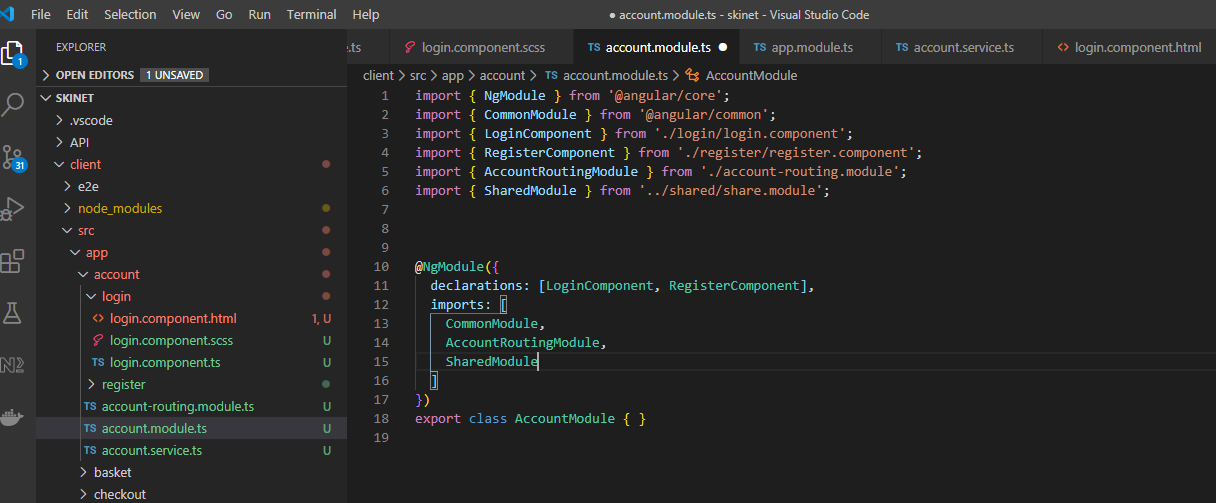 File Edit Selection View Go Run Terminal Help ● account.module.ts - skinet - Visual Studio Code
EXPLORER
OPEN EDITORS 1 UNSAVED
SKINET
.vscode
API
client
e2e
node_modules
src
app
account
login
login.component.html 1, U
login.component.scss U
login.component.ts U
register
account-routing.module.ts U
account.module.ts U
account.service.ts U
basket
checkout
1
31
.ts login.component.scss TS account.module.ts ● TS app.module.ts TS account.service.ts login.component.html
client > src > app > account > TS account.module.ts > AccountModule
1 import { NgModule } from '@angular/core';
2 import { CommonModule } from '@angular/common';
3 import { LoginComponent } from './login/login.component';
4 import { RegisterComponent } from './register/register.component';
5 import { AccountRoutingModule } from './account-routing.module';
6 import { SharedModule } from '../shared/share.module';
7
8
9
10 @NgModule({
11 declarations: [LoginComponent, RegisterComponent],
12 imports: [
13 CommonModule,
14 AccountRoutingModule,
15 SharedModule
16 ]
17 })
18 export class AccountModule { }
19